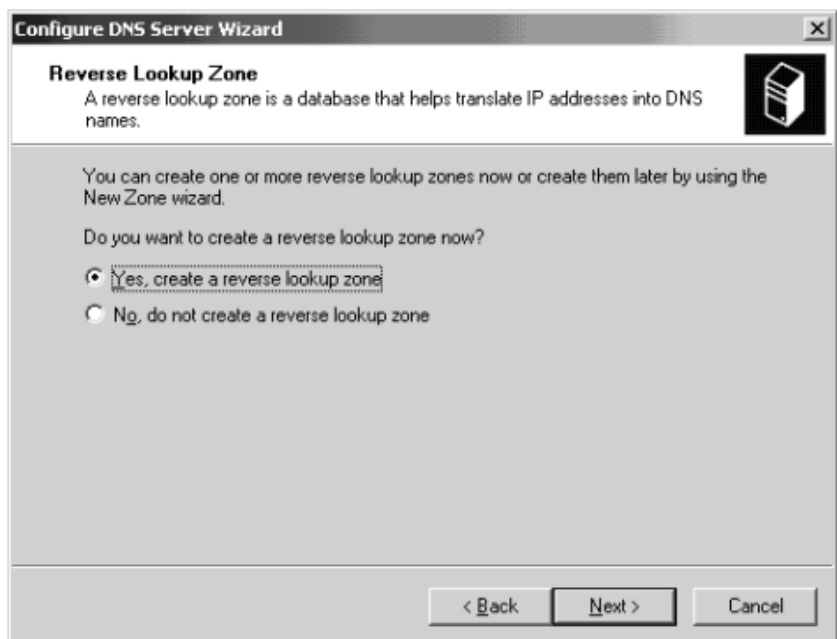 Configure DNS Server Wizard
Reverse Lookup Zone
A reverse lookup zone is a database that helps translate IP addresses into DNS
names.
You can create one or more reverse lookup zones now or create them later by using the
New Zone wizard.
Do you want to create a reverse lookup zone now?
Yes, create a reverse lookup zone
No, do not create a reverse lookup zone
< Back Next > Cancel